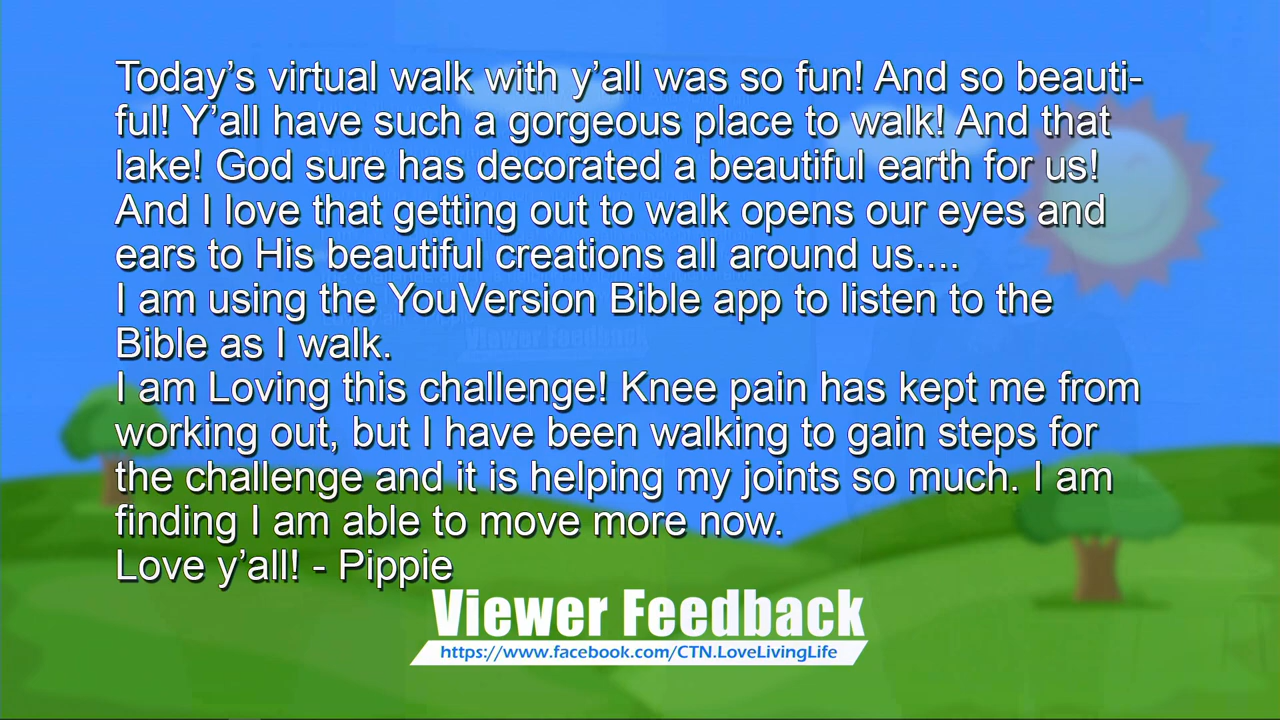 Today’s virtual walk with y’all was so fun! And so beauti-
ful! Y’all have such a gorgeous place to walk! And that
lake! God sure has decorated a beautiful earth for us!
And I love that getting out to walk opens our eyes and
ears to His beautiful creations all around us....
I am using the YouVersion Bible app to listen to the
Bible as I walk.
I am Loving this challenge! Knee pain has kept me from
working out, but I have been walking to gain steps for
the challenge and it is helping my joints so much. I am
finding I am able to move more now.
Love y’all! - Pippie
Viewer Feedback
https://www.facebook.com/CTN.LoveLivingLife